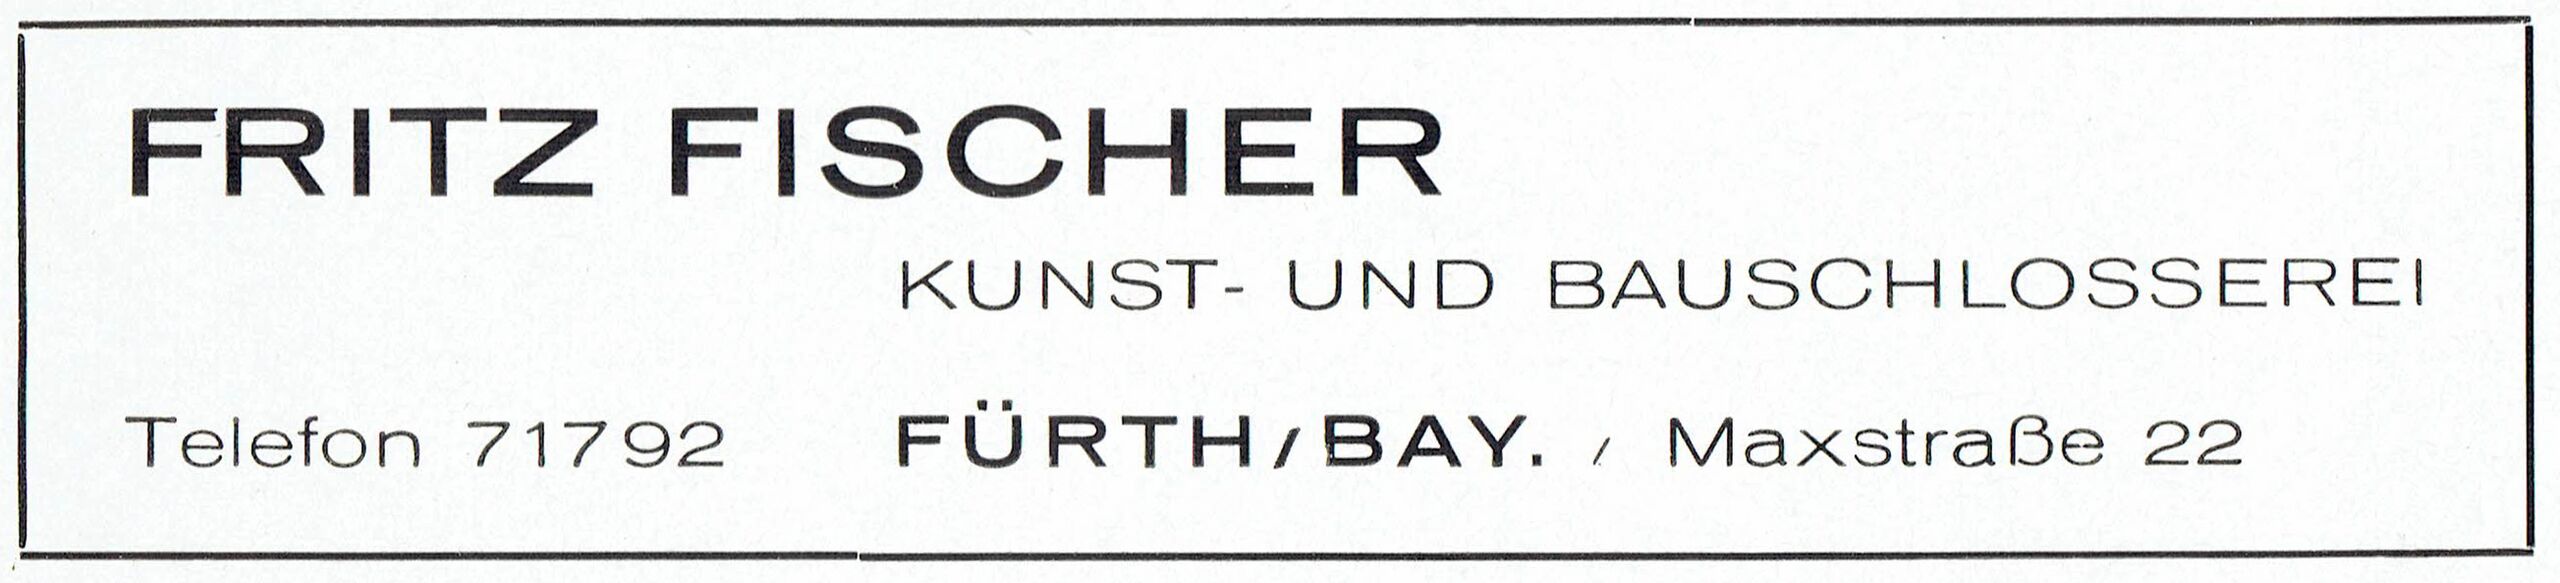 FRITZ FISCHER
KUNST- UND BAUSCHLOSSEREI
Telefon 71792 FÜRTH/BAY. / Maxstraße 22